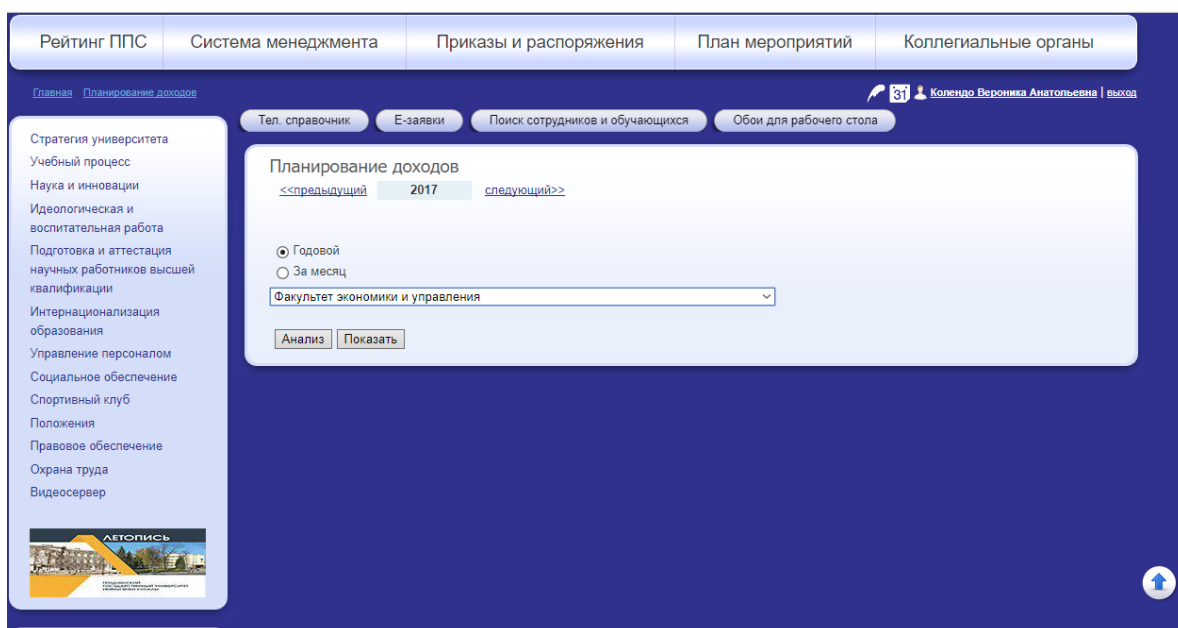 Рейтинг ППС
Система менеджмента
Приказы и распоряжения
План мероприятий
Коллегиальные органы
Главная Планирование доходов
31 Колендо Вероника Анатольевна | выход
Тел. справочник
Е-заявки
Поиск сотрудников и обучающихся
Обои для рабочего стола
Стратегия университета
Учебный процесс
Наука и инновации
Идеологическая и
воспитательная работа
Подготовка и аттестация
научных работников высшей
квалификации
Интернационализация
образования
Управление персоналом
Социальное обеспечение
Спортивный клуб
Положения
Правовое обеспечение
Охрана труда
Видеосервер
ЛЕТОПИСЬ
Планирование доходов
<<предыдущий 2017 следующий>>
Годовой
За месяц
Факультет экономики и управления
Анализ Показать